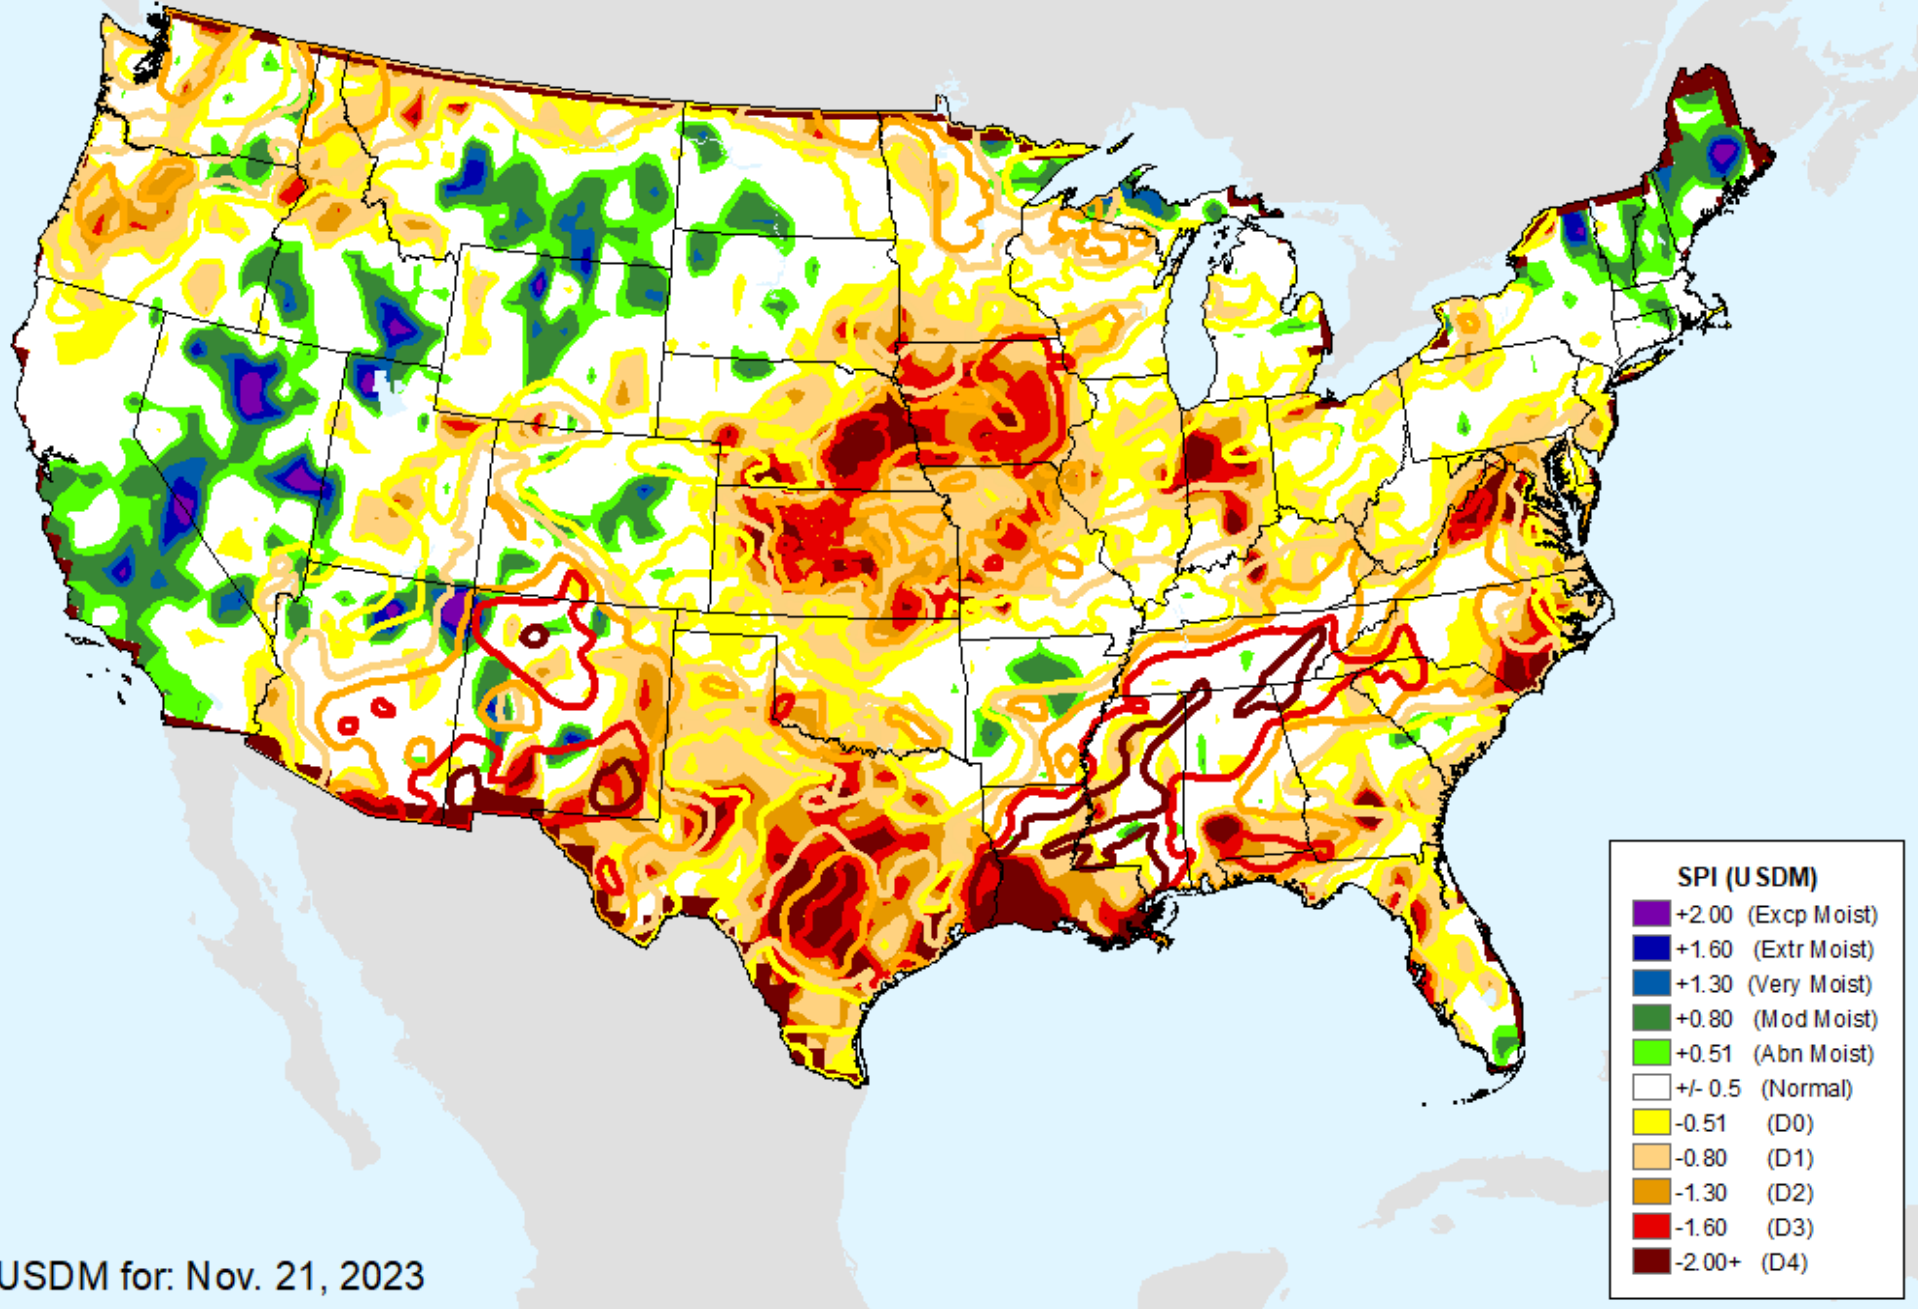 SPI (USDM)
+2.00 (Excp Moist)
+1.60 (Extr Moist)
+1.30 (Very Moist)
+0.80 (Mod Moist)
+0.51 (Abn Moist)
+/- 0.5 (Normal)
-0.51 (D0)
-0.80 (D1)
-1.30 (D2)
-1.60 (D3)
-2.00+ (D4)
USDM for: Nov. 21, 2023